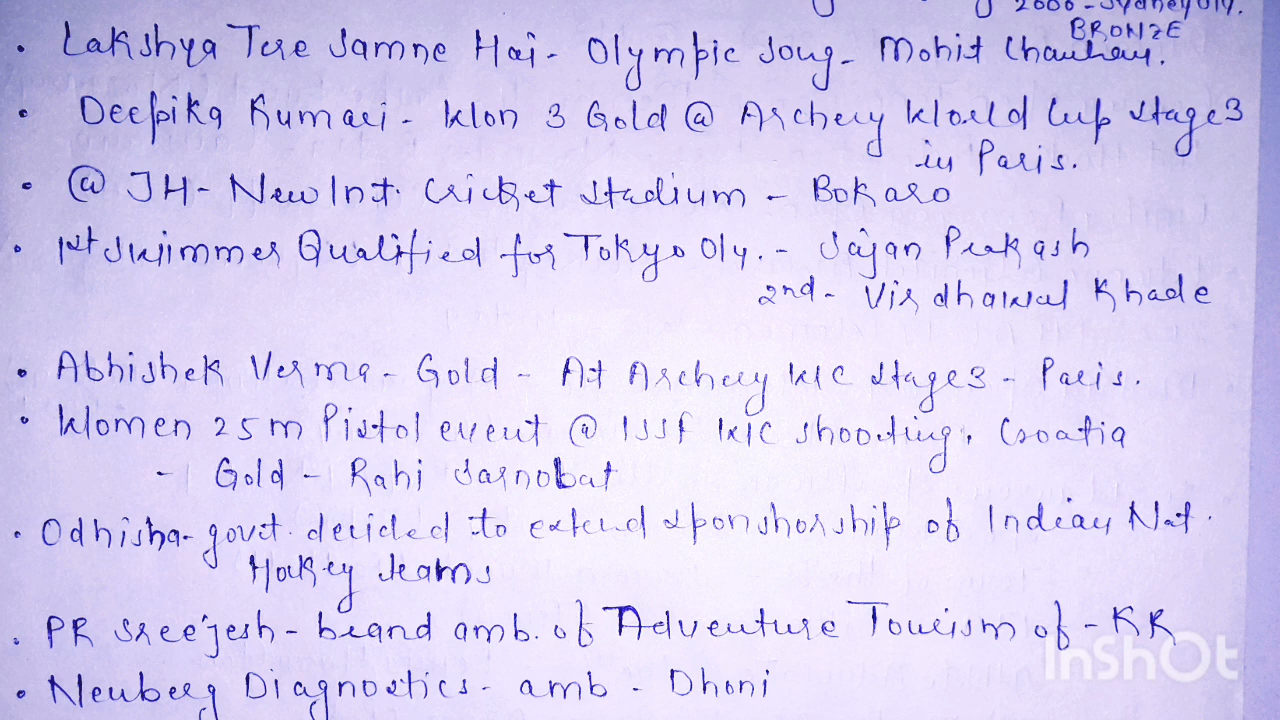 2000 - Sydney Oly.
BRONZE
• Lakshya Tere Samne Hai - Olympic Song - Mohit Chauhan.
• Deepika Kumari - Won 3 Gold @ Archery World Cup Stage 3
in Paris.
• @ JH - New Int. Cricket Stadium - Bokaro
• 1st Swimmer Qualified for Tokyo Oly. - Sajan Prakash
2nd - Virdhawal Khade
• Abhishek Verma - Gold - At Archery WC Stage 3 - Paris.
• Women 25m Pistol event @ ISSF WC shooting, Croatia
- Gold - Rahi Sarnobat
• Odhisha - govt. decided to extend sponshorship of Indian Nat.
Hockey teams
• PR Sreejesh - brand amb. of Adventure Tourism of - KR
InShOt
• Neuberg Diagnostics - amb - Dhoni